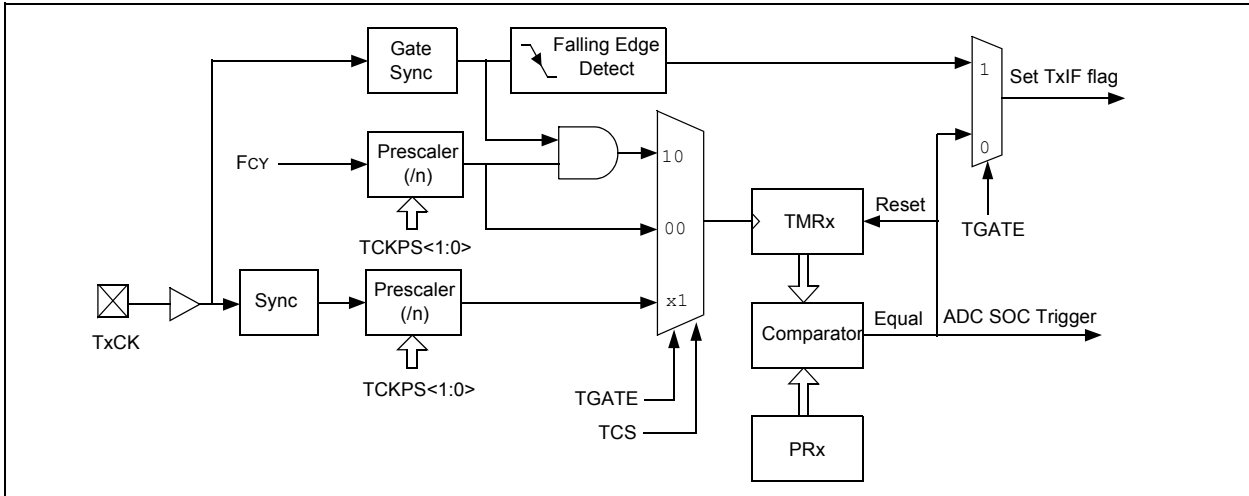 Gate
Sync
Falling Edge
Detect
1
Set TxIF flag
0
TGATE
FCY
Prescaler
(/n)
TCKPS<1:0>
10
00
x1
TMRx
Reset
TxCK
Sync
Prescaler
(/n)
TCKPS<1:0>
Comparator
Equal
ADC SOC Trigger
TGATE
TCS
PRx